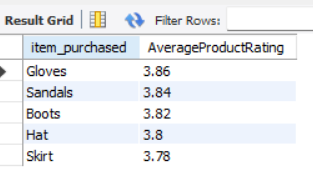 Result Grid Filter Rows:
item_purchased AverageProductRating
Gloves 3.86
Sandals 3.84
Boots 3.82
Hat 3.8
Skirt 3.78